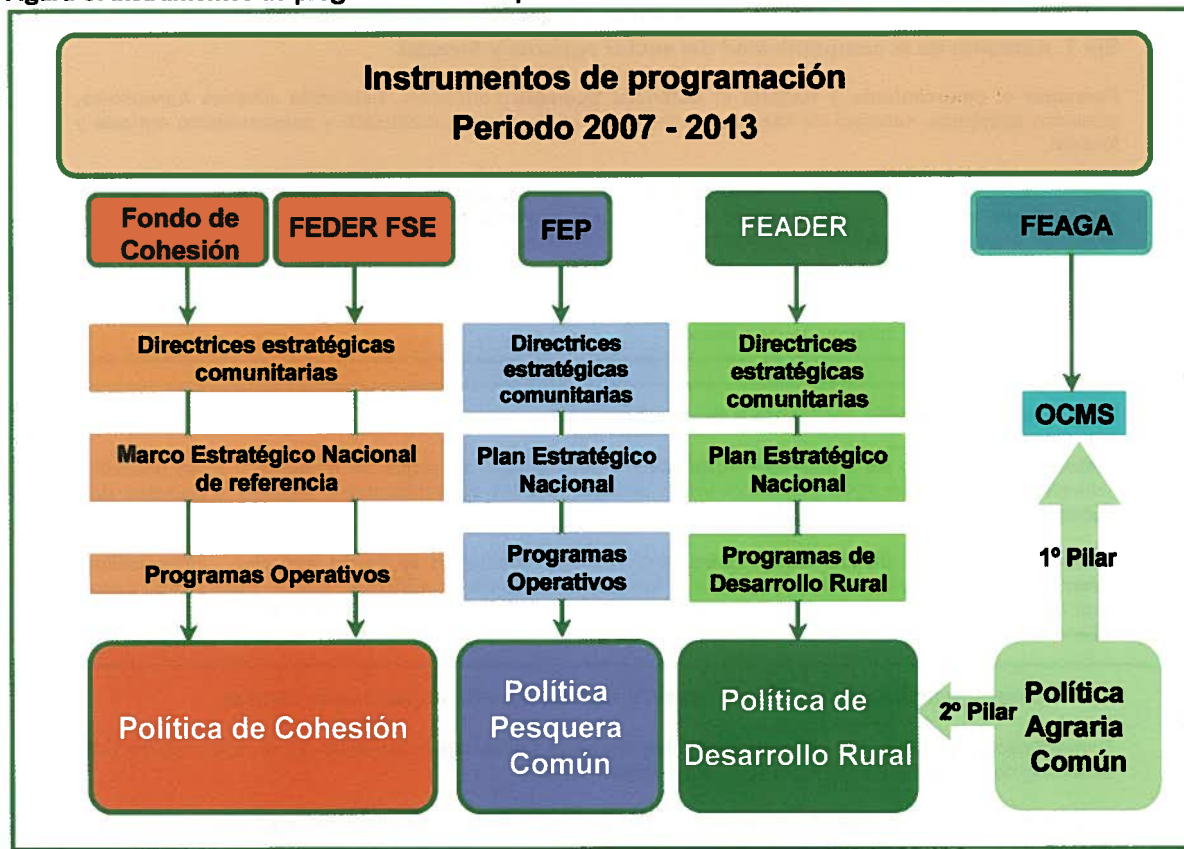 Instrumentos de programación
Periodo 2007 - 2013
Fondo de
Cohesión
FEDER FSE
FEP
FEADER
FEAGA
Directrices estratégicas
comunitarias
Directrices
estratégicas
comunitarias
Directrices
estratégicas
comunitarias
OCMS
Marco Estratégico Nacional
de referencia
Plan Estratégico
Nacional
Plan Estratégico
Nacional
Programas Operativos
Programas
Operativos
Programas de
Desarrollo Rural
1º Pilar
Política de Cohesión
Política
Pesquera
Común
Política de
Desarrollo Rural
2º Pilar
Política
Agraria
Común